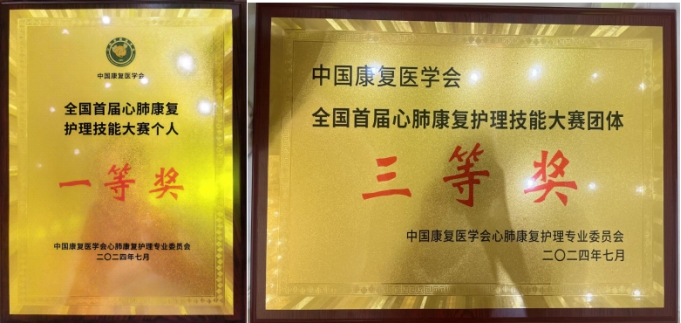 中国康复医学会
全国首届心肺康复
护理技能大赛个人
一等奖
中国康复医学会心肺康复护理专业委员会
二〇二四年七月
中国康复医学会
全国首届心肺康复护理技能大赛团体
三等奖
中国康复医学会心肺康复护理专业委员会
二〇二四年七月